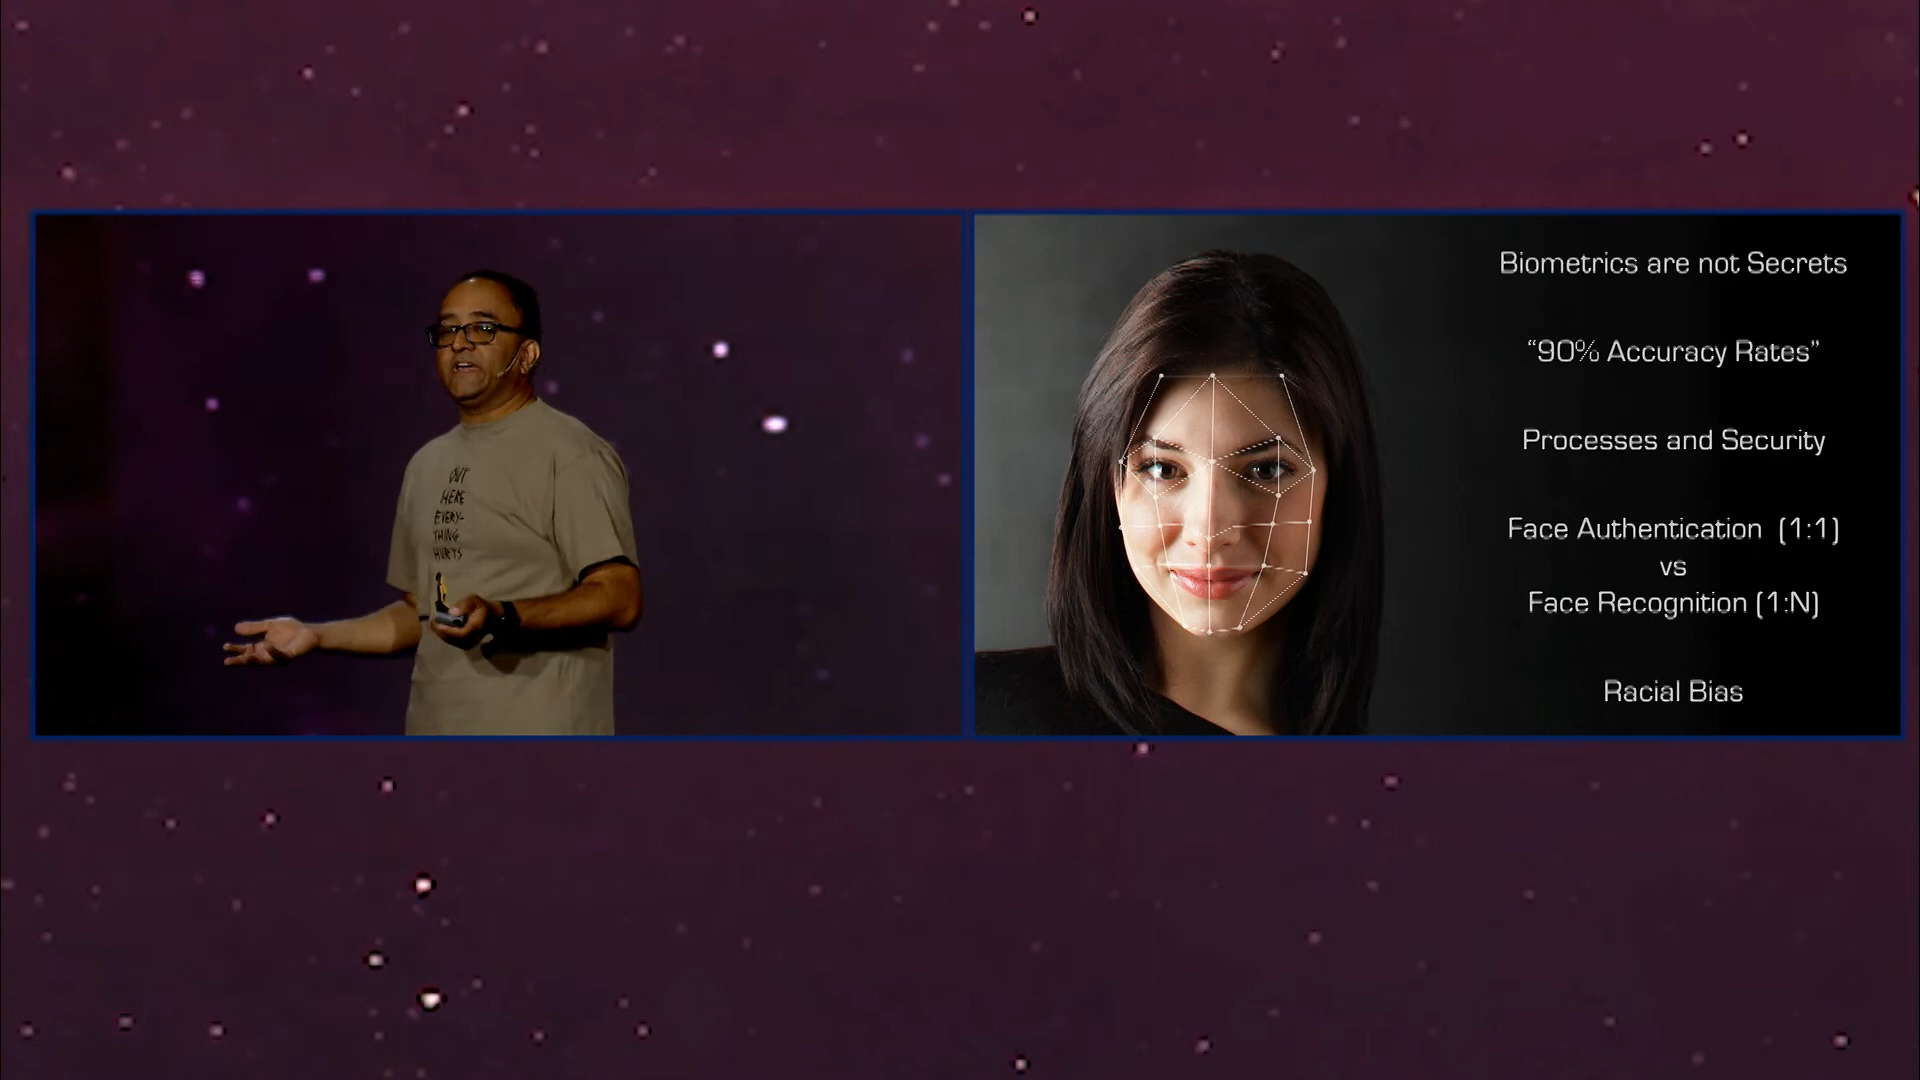 OUT
HERE
EVERY-
THING
HURTS
Biometrics are not Secrets
“90% Accuracy Rates”
Processes and Security
Face Authentication (1:1)
vs
Face Recognition (1:N)
Racial Bias